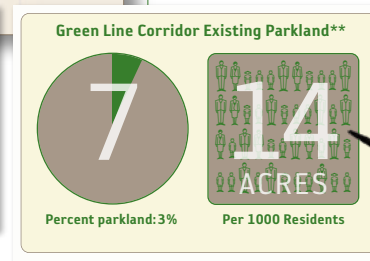 Green Line Corridor Existing Parkland**
7
14
ACRES
Percent parkland: 3%
Per 1000 Residents